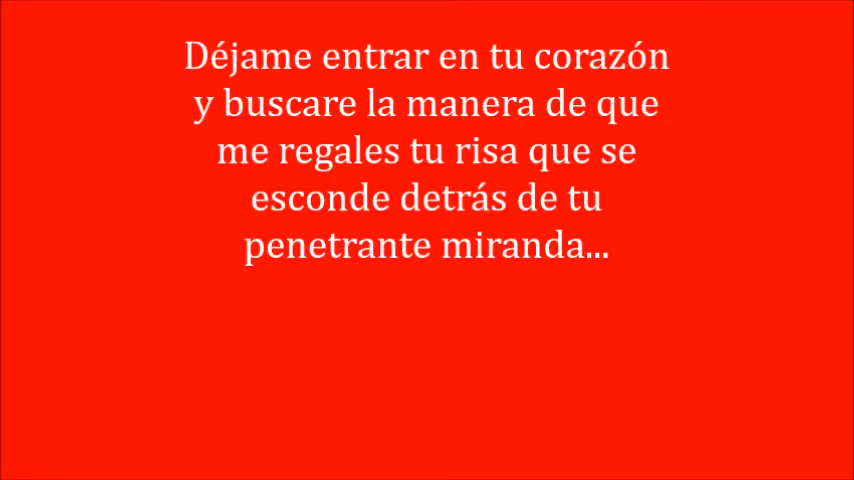 Déjame entrar en tu corazón
y buscare la manera de que
me regales tu risa que se
esconde detrás de tu
penetrante miranda...